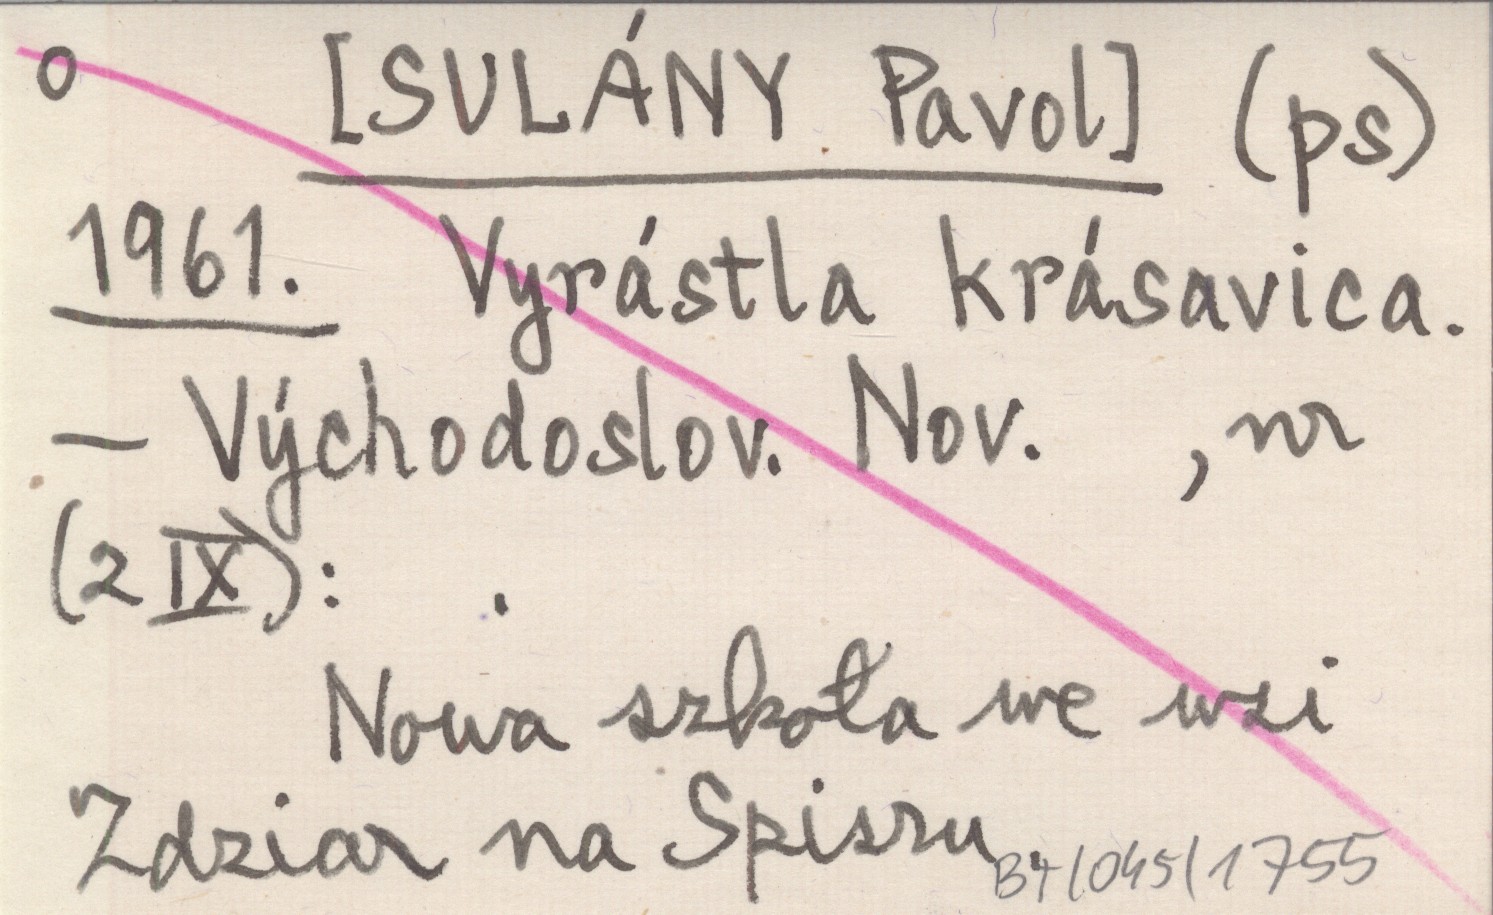 o [SULÁNY Pavol] (ps)
1961. Vyrástla krásavica.
— Východoslov. Nov. , nr
(2 IX): .
Nowa szkoła we wsi
Zdziar na Spiszu.
B4/045/1755